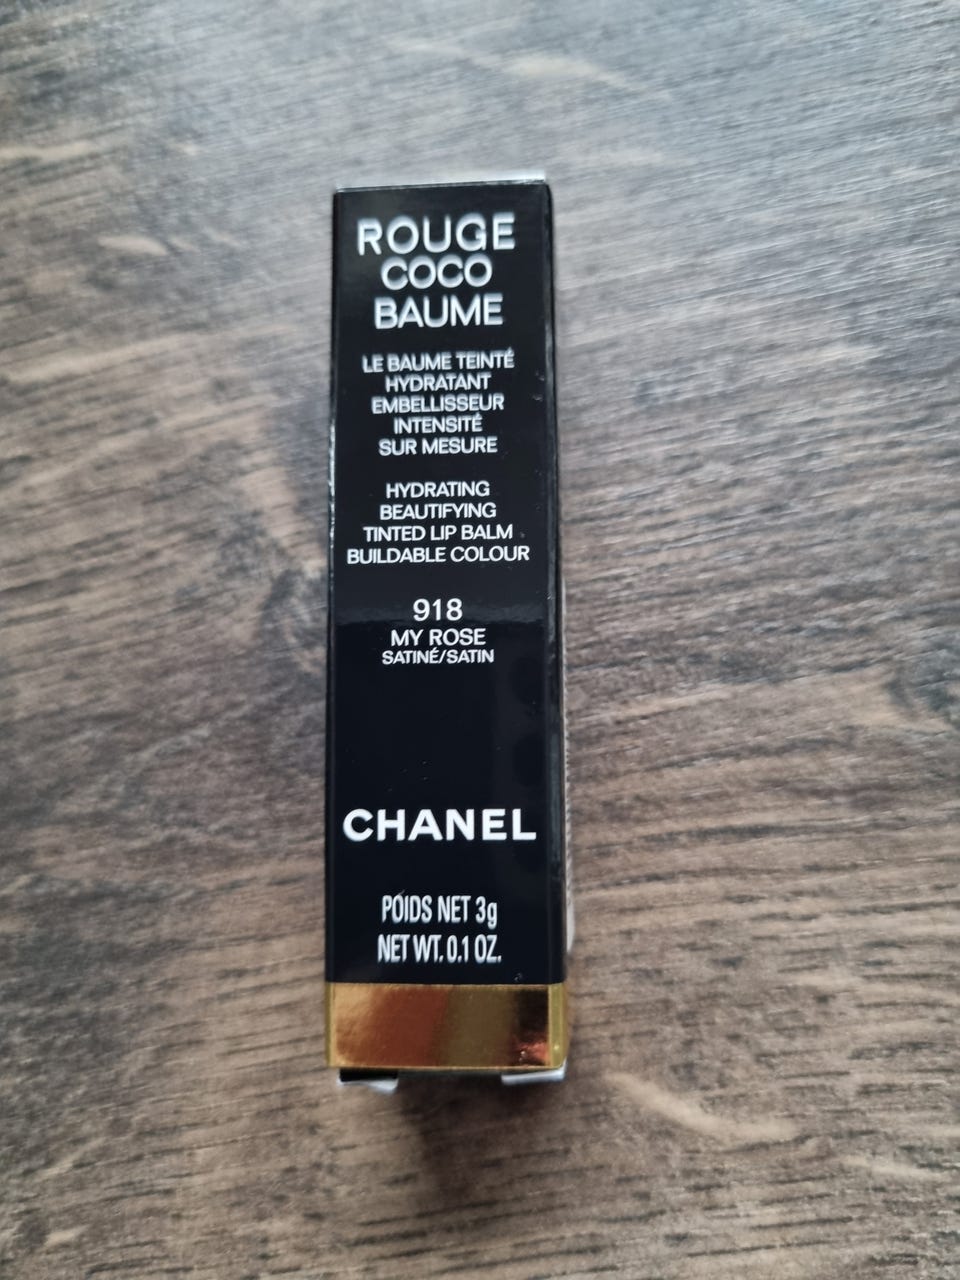 ROUGE
COCO
BAUME
LE BAUME TEINTÉ
HYDRATANT
EMBELLISSEUR
INTENSITÉ
SUR MESURE
HYDRATING
BEAUTIFYING
TINTED LIP BALM
BUILDABLE COLOUR
918
MY ROSE
SATINÉ/SATIN
CHANEL
POIDS NET 3g
NET WT. 0.1 OZ.